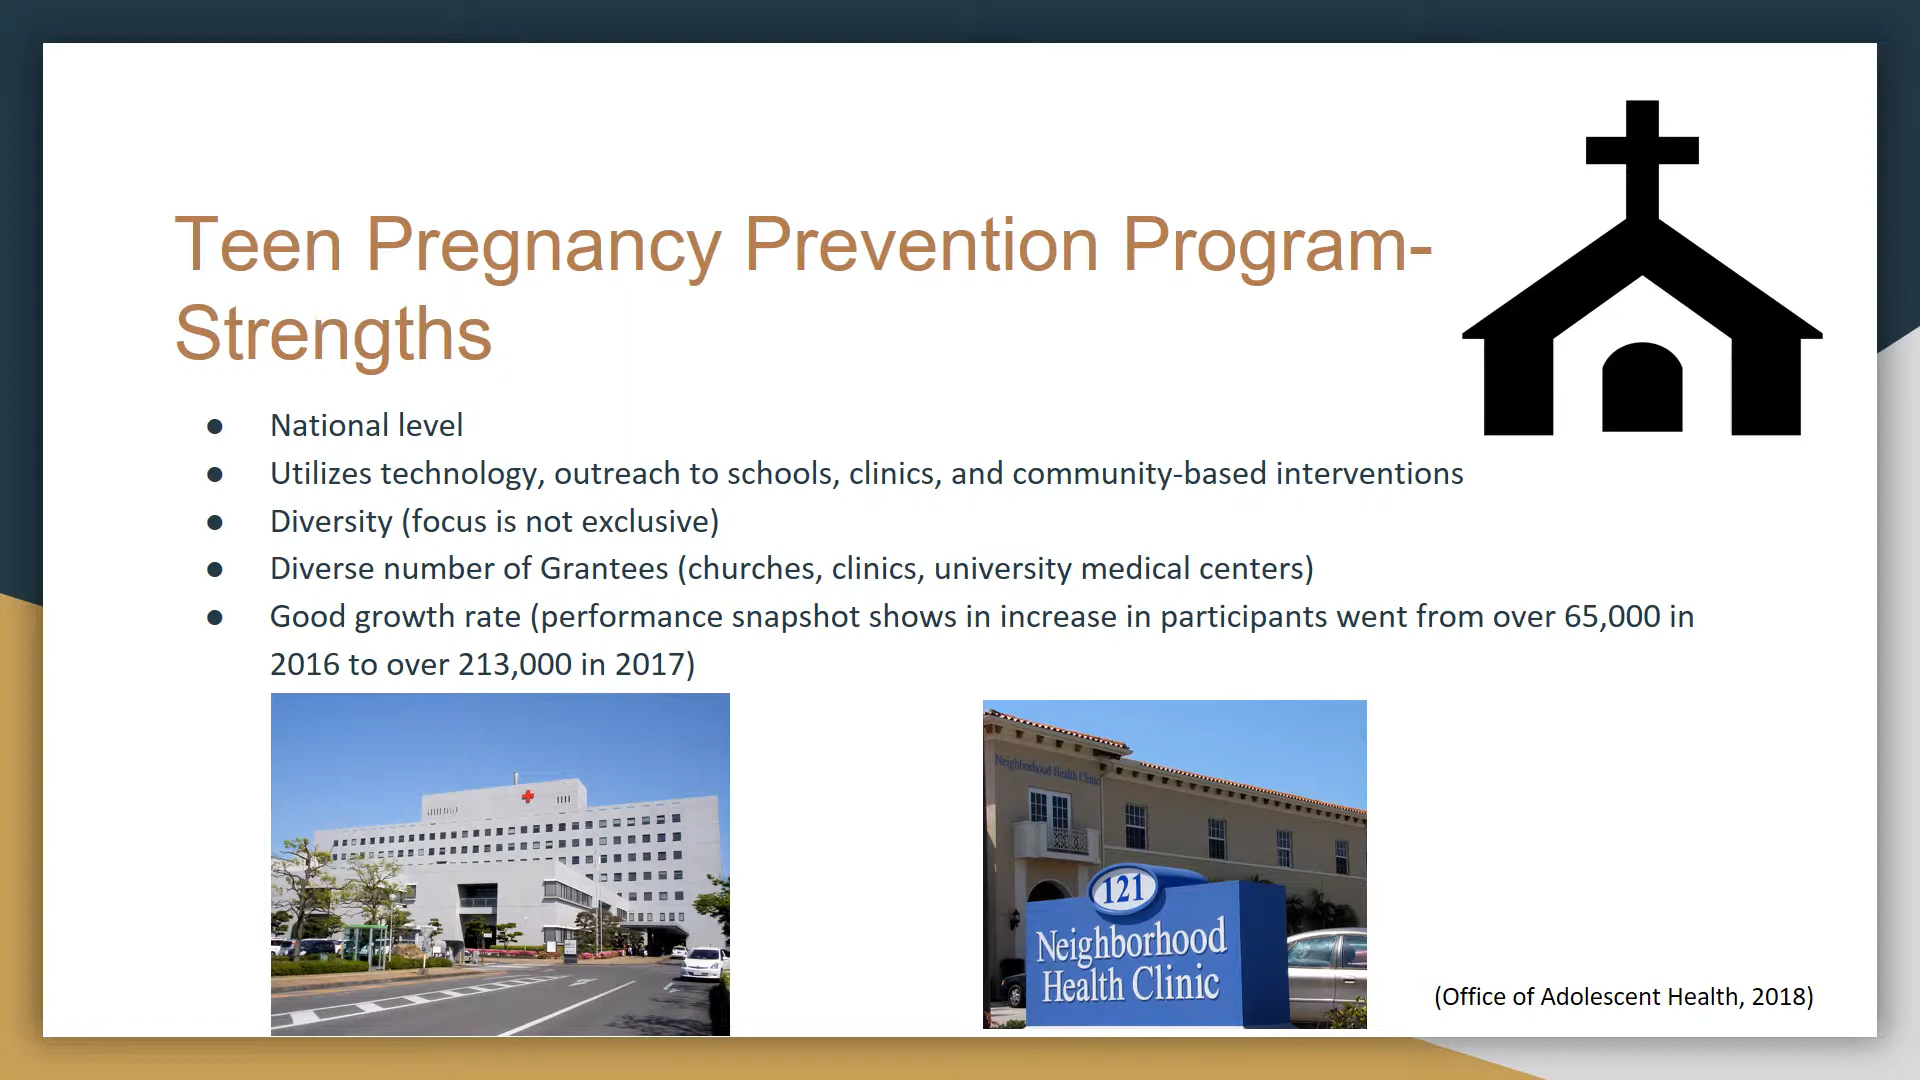 Teen Pregnancy Prevention Program-
Strengths
● National level
● Utilizes technology, outreach to schools, clinics, and community-based interventions
● Diversity (focus is not exclusive)
● Diverse number of Grantees (churches, clinics, university medical centers)
● Good growth rate (performance snapshot shows in increase in participants went from over 65,000 in
2016 to over 213,000 in 2017)
Neighborhood Health Clinic
121
Neighborhood
Health Clinic
(Office of Adolescent Health, 2018)